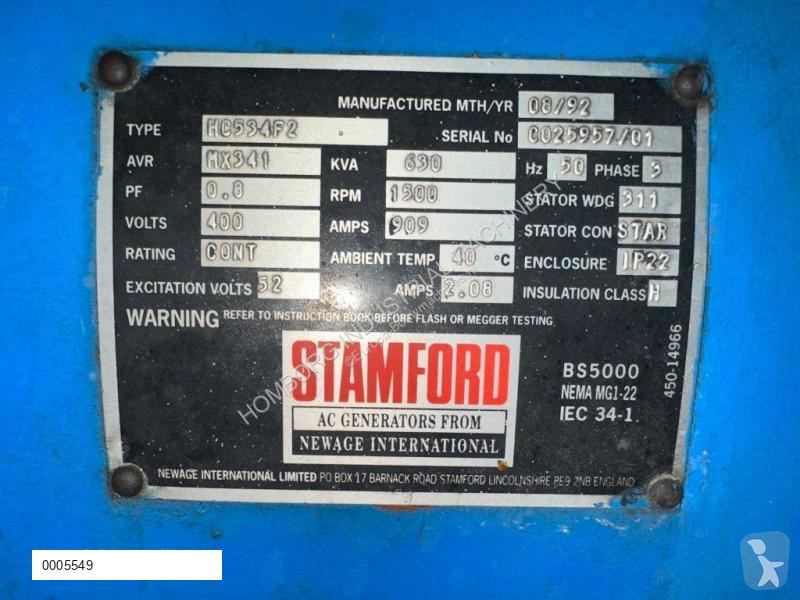 MANUFACTURED MTH/YR 08/92
TYPE HC534F2 SERIAL No C025957/01
AVR MX341 KVA 630 Hz 50 PHASE 3
PF 0.8 RPM 1500 STATOR WDG 311
VOLTS 400 AMPS 909 STATOR CON STAR
RATING CONT AMBIENT TEMP 40 °C ENCLOSURE IP22
EXCITATION VOLTS 52 AMPS 2.08 INSULATION CLASS H
WARNING REFER TO INSTRUCTION BOOK BEFORE FLASH OR MEGGER TESTING
STAMFORD
AC GENERATORS FROM
NEWAGE INTERNATIONAL
BS5000
NEMA MG1-22
IEC 34-1
450-14966
NEWAGE INTERNATIONAL LIMITED PO BOX 17 BARNACK ROAD STAMFORD LINCOLNSHIRE PE9 2NB ENGLAND
HOMBORG INDUSTRIAL MACHINERY
0005549